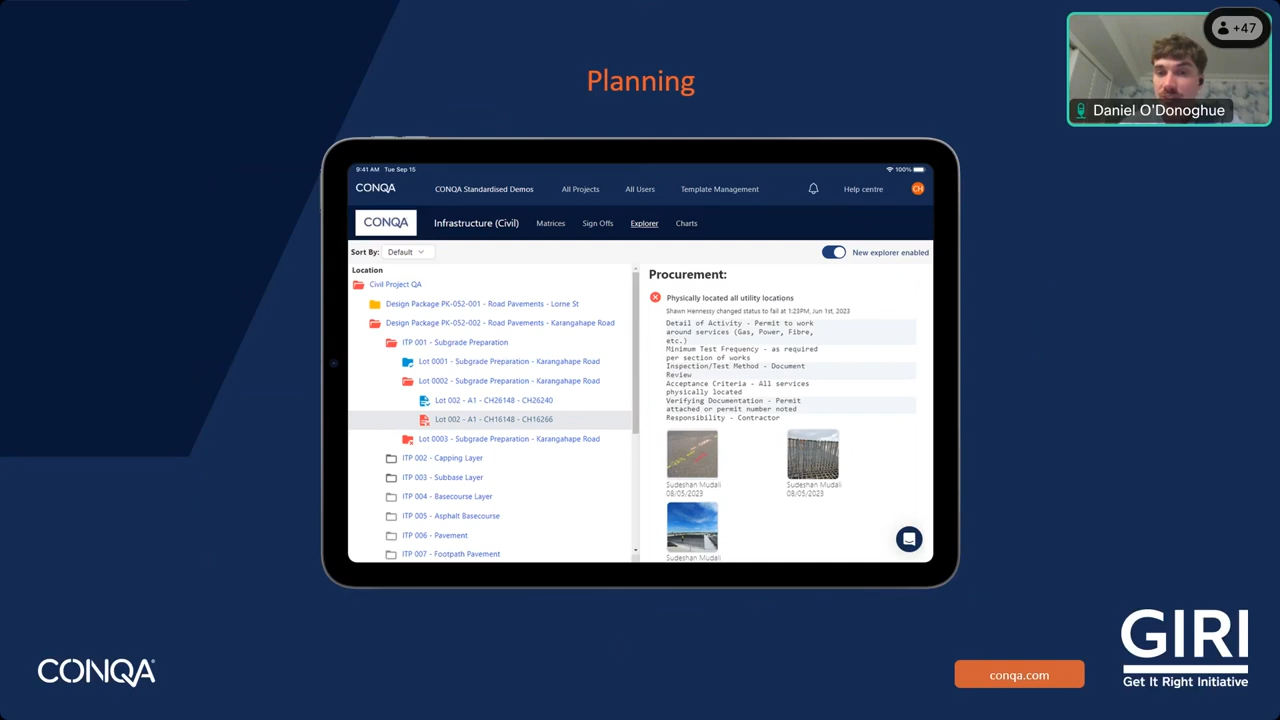 Planning
+47
Daniel O'Donoghue
9:41 AM Tue Sep 15
100%
CONQA
CONQA Standardised Demos
All Projects
All Users
Template Management
Help centre
CH
CONQA
Infrastructure (Civil)
Matrices
Sign Offs
Explorer
Charts
Sort By: Default
New explorer enabled
Location
Civil Project QA
Design Package PK-052-001 - Road Pavements - Lorne St
Design Package PK-052-002 - Road Pavements - Karangahape Road
ITP 001 - Subgrade Preparation
Lot 0001 - Subgrade Preparation - Karangahape Road
Lot 0002 - Subgrade Preparation - Karangahape Road
Lot 002 - A1 - CH26148 - CH26240
Lot 002 - A1 - CH16148 - CH16266
Lot 0003 - Subgrade Preparation - Karangahape Road
ITP 002 - Capping Layer
ITP 003 - Subbase Layer
ITP 004 - Basecourse Layer
ITP 005 - Asphalt Basecourse
ITP 006 - Pavement
ITP 007 - Footpath Pavement
Procurement:
Physically located all utility locations
Shawn Hennessy changed status to fail at 1:23PM, Jun 1st, 2023
Detail of Activity - Permit to work
around services (Gas, Power, Fibre,
etc.)
Minimum Test Frequency - as required
per section of works
Inspection/Test Method - Document
Review
Acceptance Criteria - All services
physically located
Verifying Documentation - Permit
attached or permit number noted
Responsibility - Contractor
Sudeshan Mudali
08/05/2023
Sudeshan Mudali
08/05/2023
Sudeshan Mudali
CONQA
conqa.com
GIRI
Get It Right Initiative